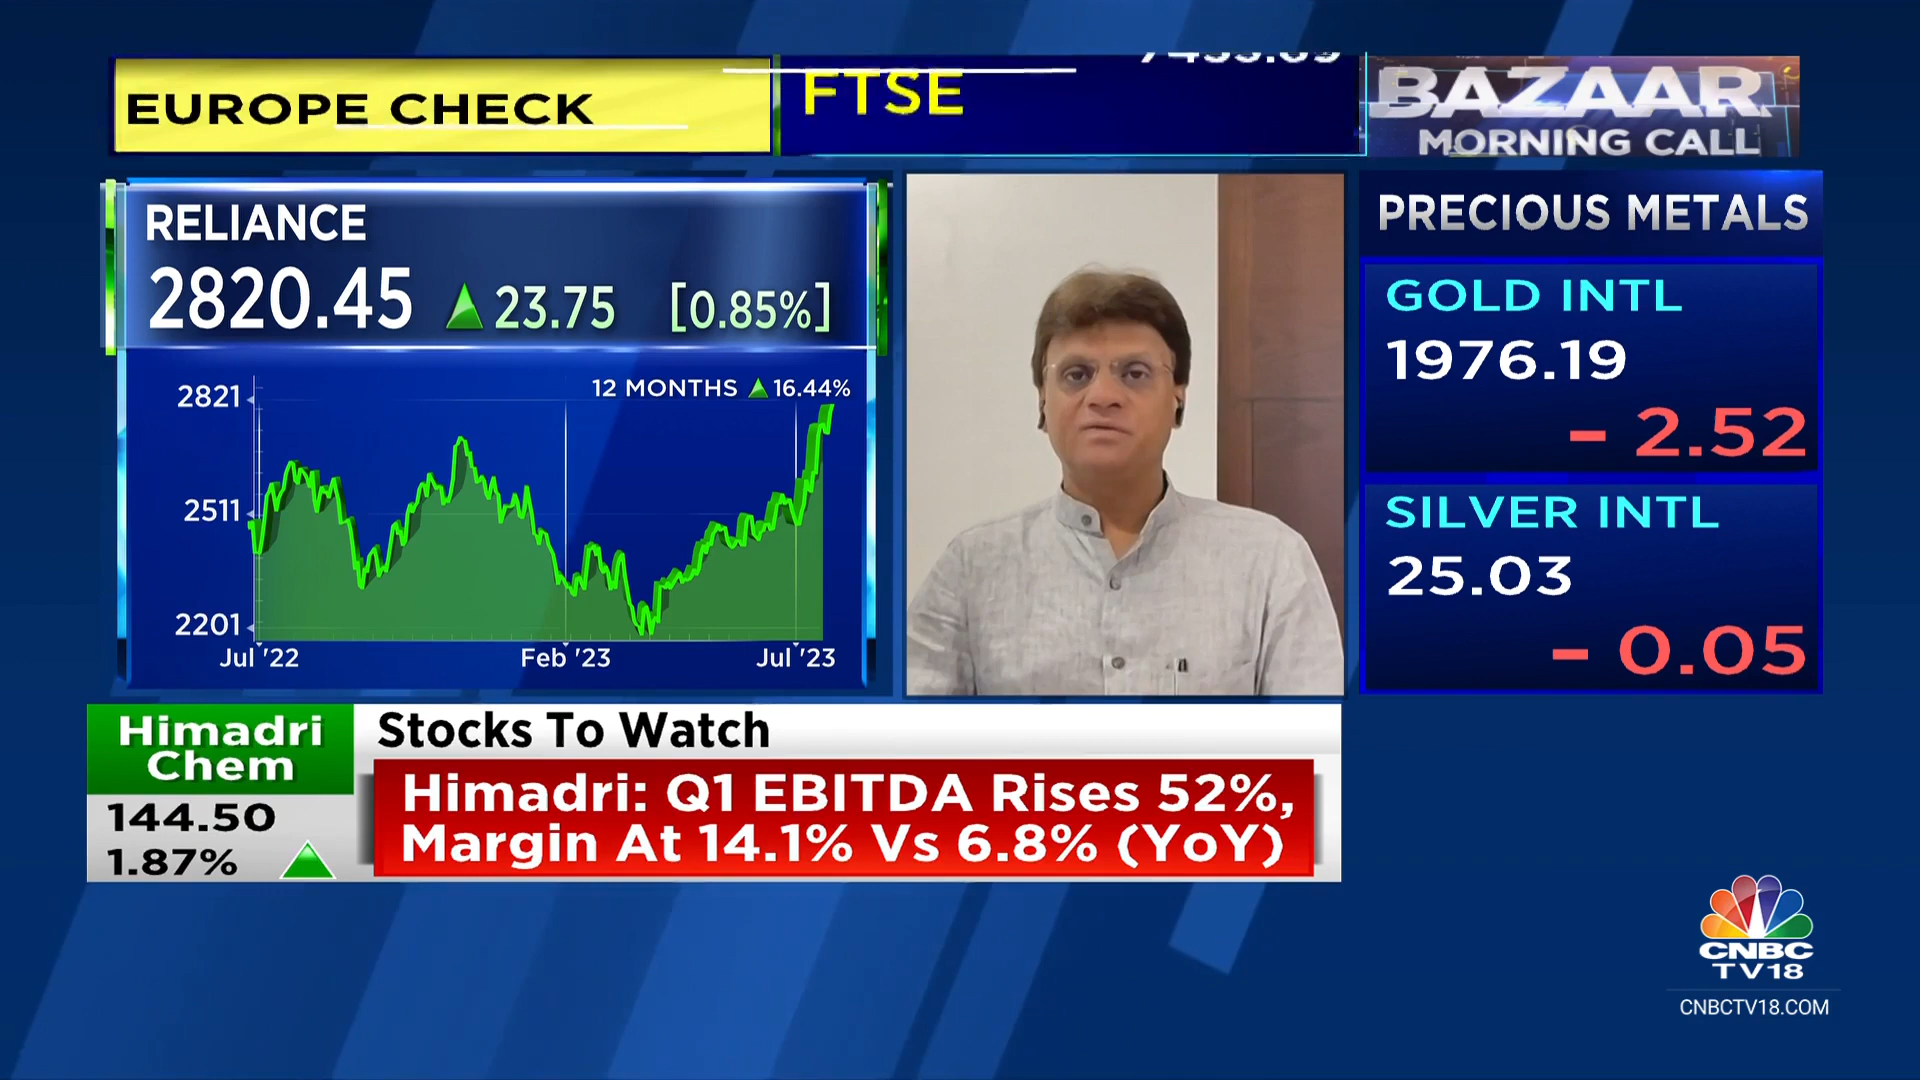 EUROPE CHECK
FTSE
BAZAAR
MORNING CALL
RELIANCE
2820.45 ▲ 23.75 [0.85%]
12 MONTHS ▲ 16.44%
2821
2511
2201
Jul '22
Feb '23
Jul '23
PRECIOUS METALS
GOLD INTL
1976.19
- 2.52
SILVER INTL
25.03
- 0.05
Himadri
Chem
144.50
1.87%
Stocks To Watch
Himadri: Q1 EBITDA Rises 52%,
Margin At 14.1% Vs 6.8% (YoY)
CNBC
TV18
CNBCTV18.COM